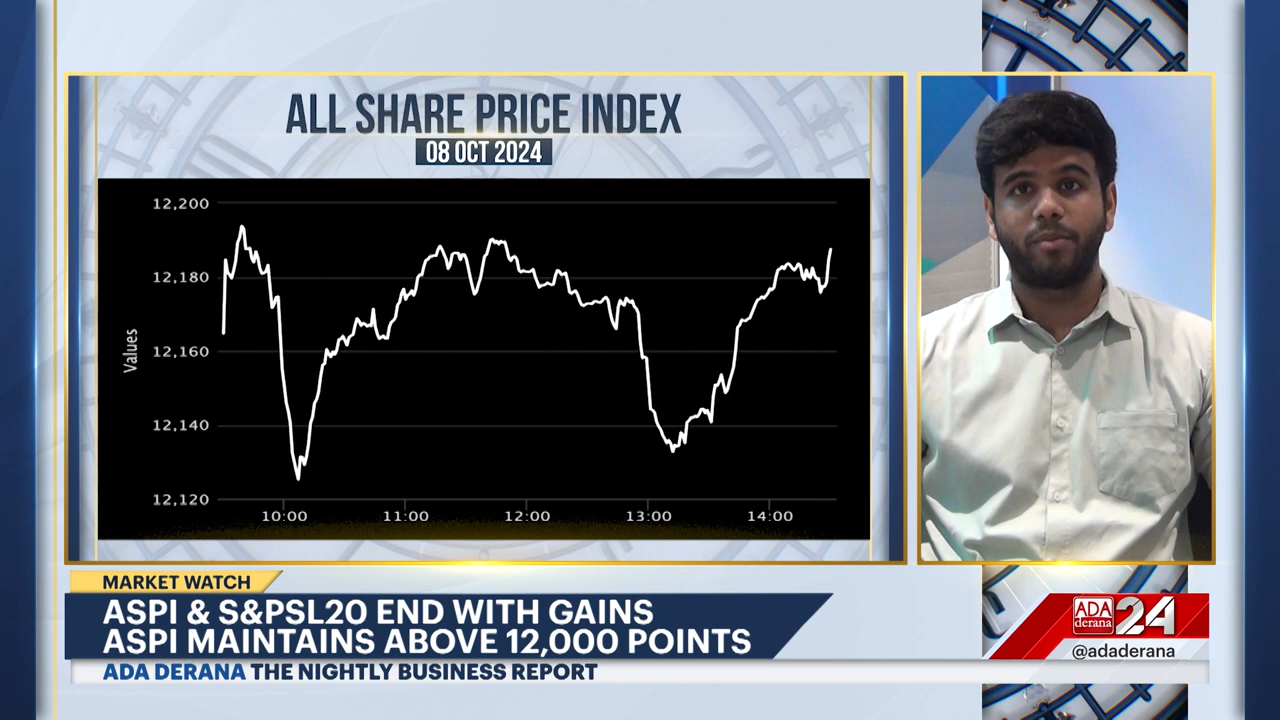 ALL SHARE PRICE INDEX
08 OCT 2024
12,200
12,180
12,160
12,140
12,120
Values
10:00 11:00 12:00 13:00 14:00
MARKET WATCH
ASPI & S&PSL20 END WITH GAINS
ASPI MAINTAINS ABOVE 12,000 POINTS
ADA DERANA THE NIGHTLY BUSINESS REPORT
ADA derana 24
@adaderana